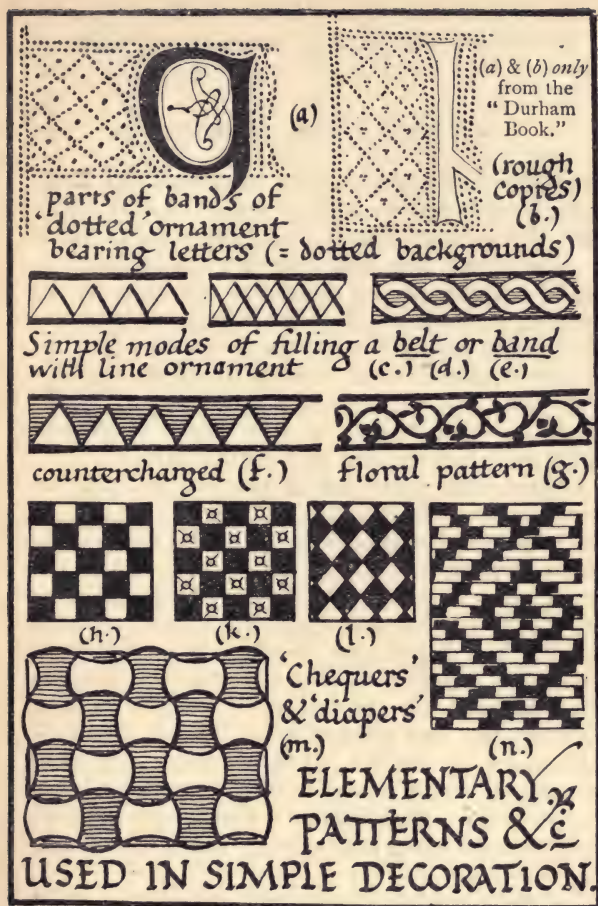 (a)
(a) & (b) only
from the
“ Durham
Book.”
(rough
copies)
(b.)
parts of bands of
'dotted' ornament
bearing letters (= dotted backgrounds)
Simple modes of filling a belt or band
with line ornament (c.) (d.) (e.)
countercharged (f.)
floral pattern (g.)
(h.)
(k.)
(l.)
'Chequers'
& 'diapers'
(m.)
(n.)
ELEMENTARY
PATTERNS &c
USED IN SIMPLE DECORATION.